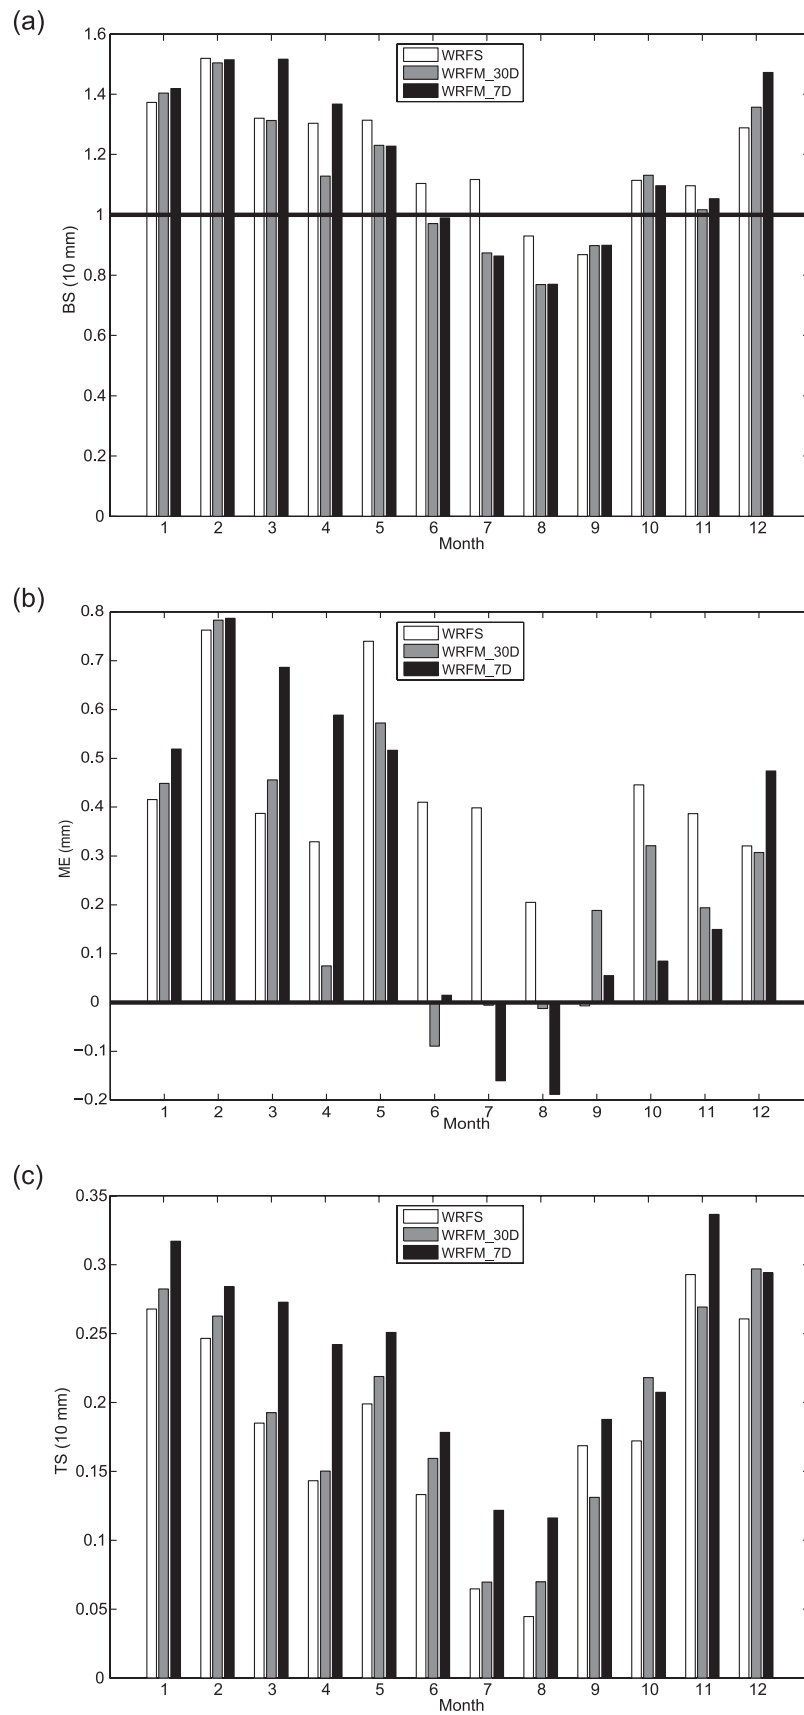 (a)
1.6
1.4
1.2
1
0.8
0.6
0.4
0.2
0
BS (10 mm)
WRFS
WRFM_30D
WRFM_7D
1 2 3 4 5 6 7 8 9 10 11 12
Month
(b)
0.8
0.7
0.6
0.5
0.4
0.3
0.2
0.1
0
−0.1
−0.2
ME (mm)
WRFS
WRFM_30D
WRFM_7D
1 2 3 4 5 6 7 8 9 10 11 12
Month
(c)
0.35
0.3
0.25
0.2
0.15
0.1
0.05
0
TS (10 mm)
WRFS
WRFM_30D
WRFM_7D
1 2 3 4 5 6 7 8 9 10 11 12
Month